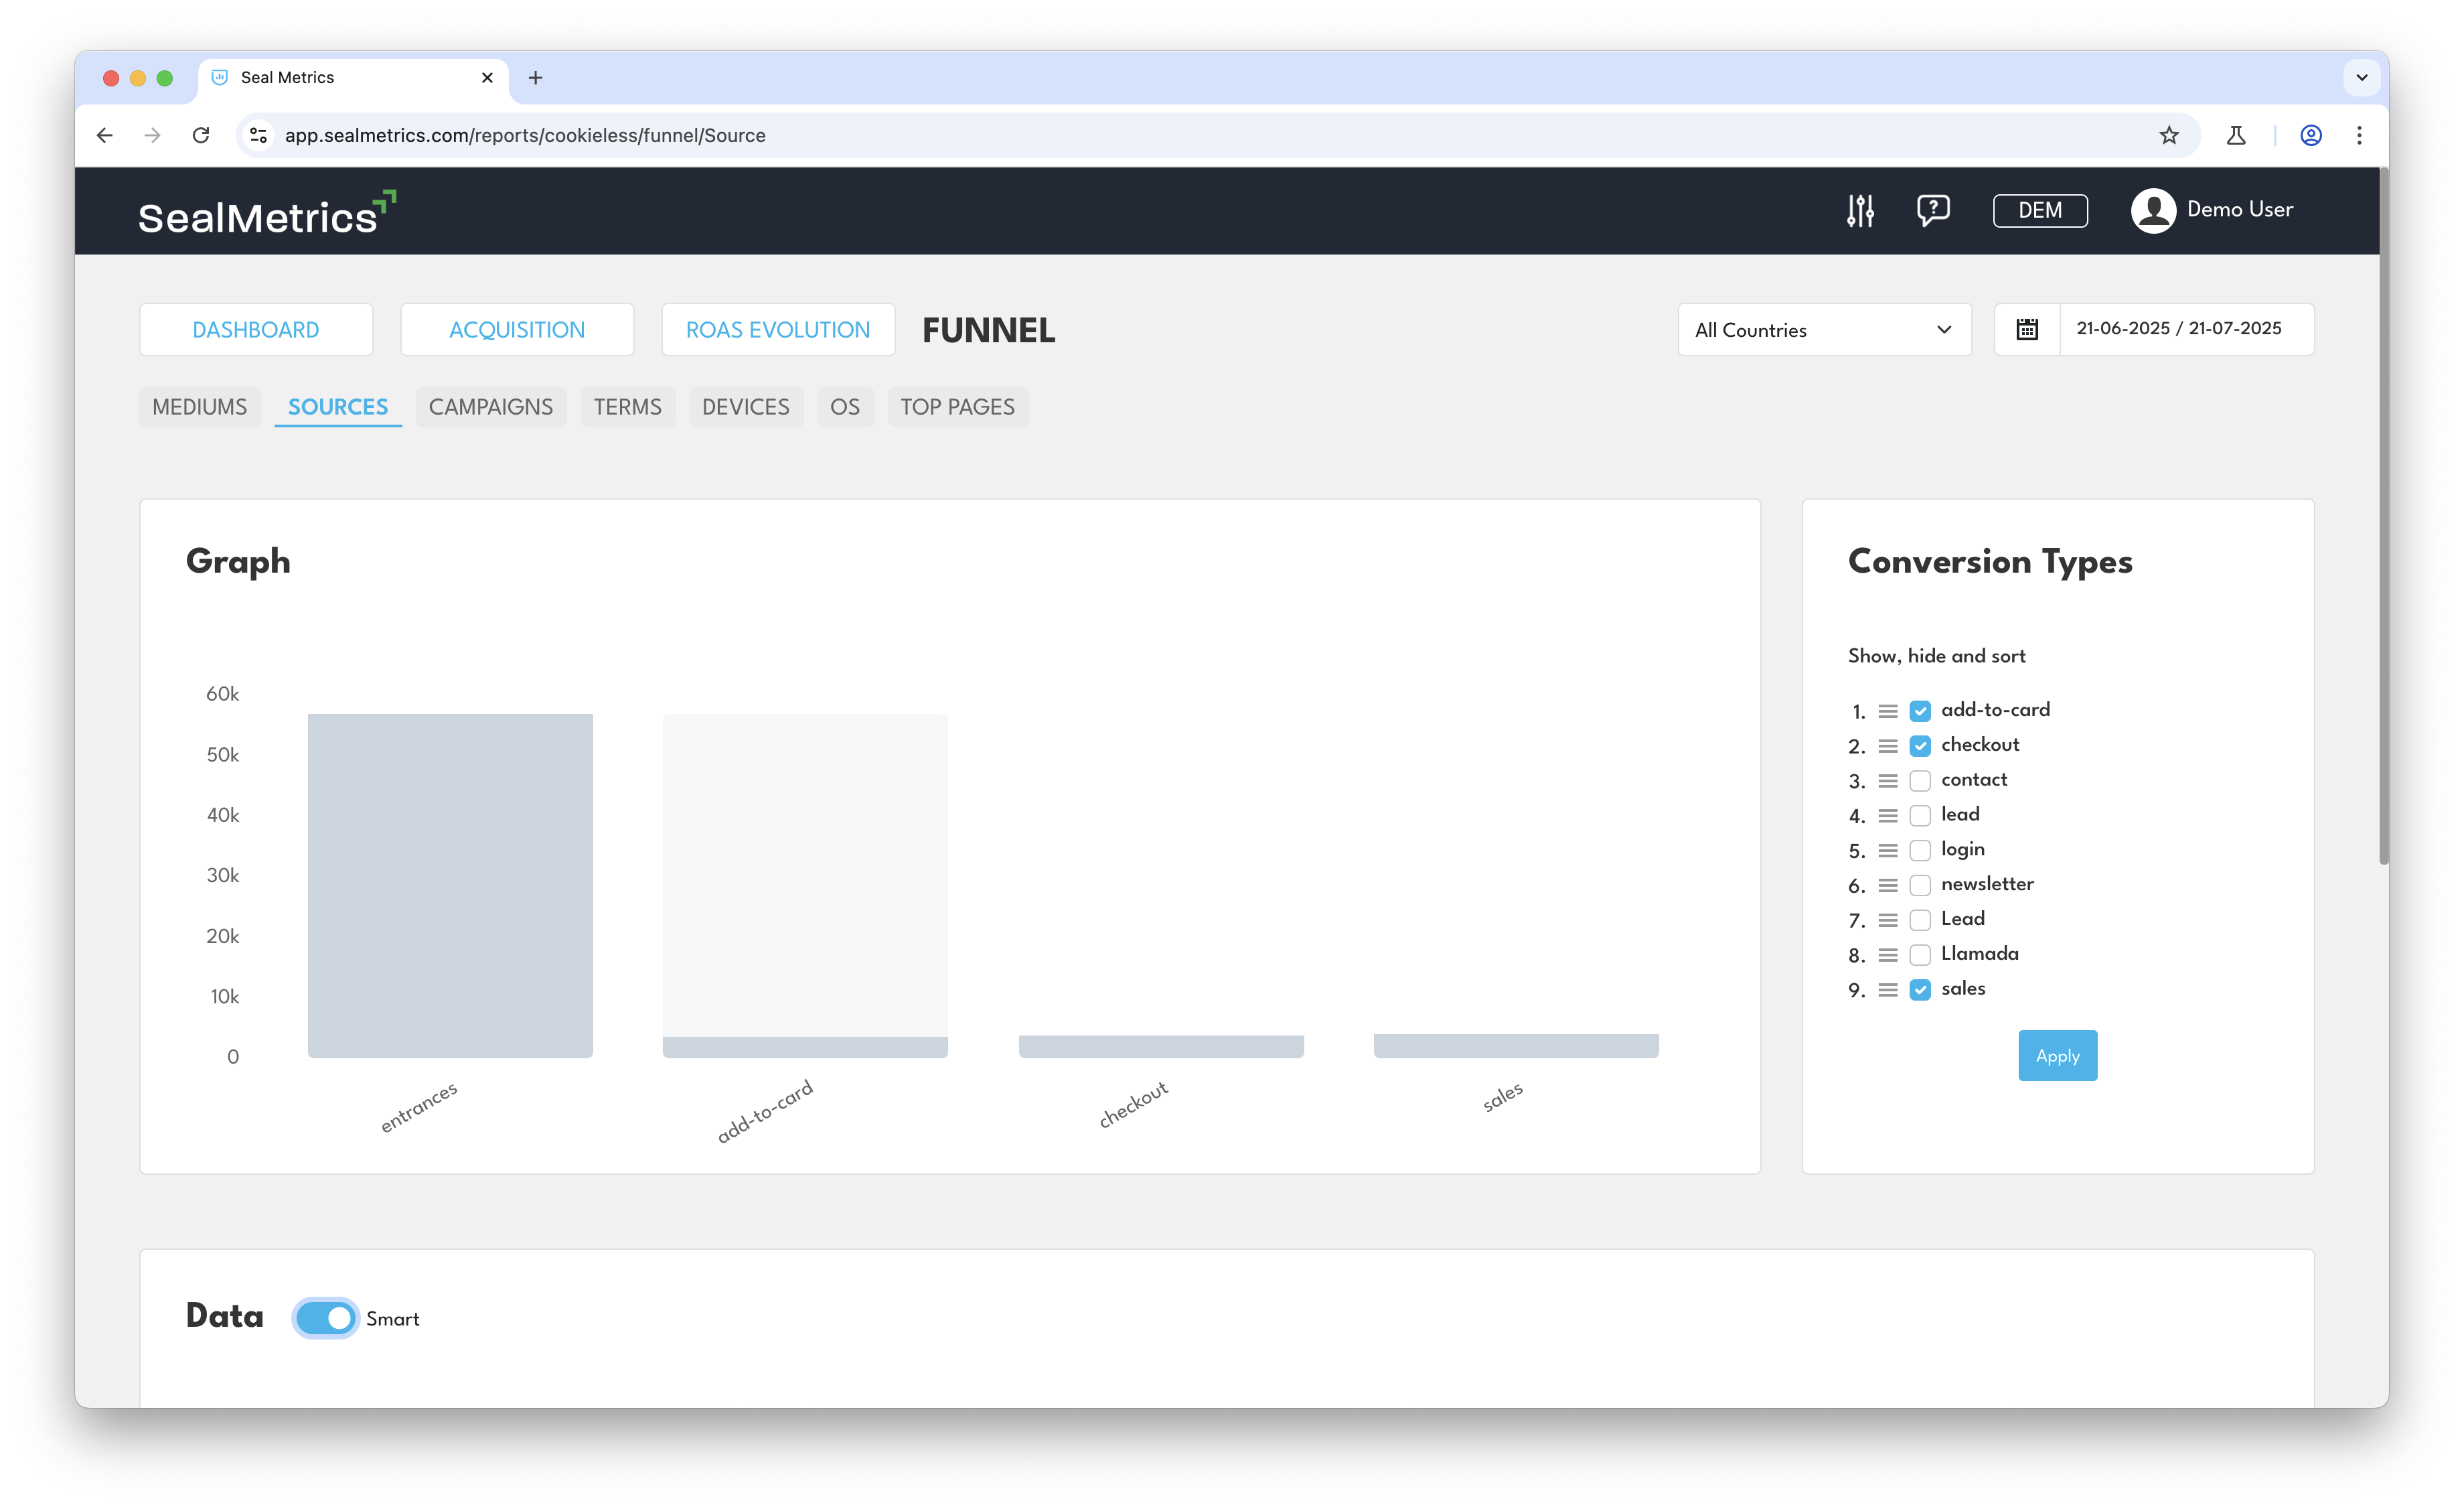 Seal Metrics
app.sealmetrics.com/reports/cookieless/funnel/Source
SealMetrics
DEM
Demo User
DASHBOARD
ACQUISITION
ROAS EVOLUTION
FUNNEL
All Countries
21-06-2025 / 21-07-2025
MEDIUMS
SOURCES
CAMPAIGNS
TERMS
DEVICES
OS
TOP PAGES
Graph
60k
50k
40k
30k
20k
10k
0
entrances
add-to-card
checkout
sales
Conversion Types
Show, hide and sort
1. add-to-card
2. checkout
3. contact
4. lead
5. login
6. newsletter
7. Lead
8. Llamada
9. sales
Apply
Data
Smart